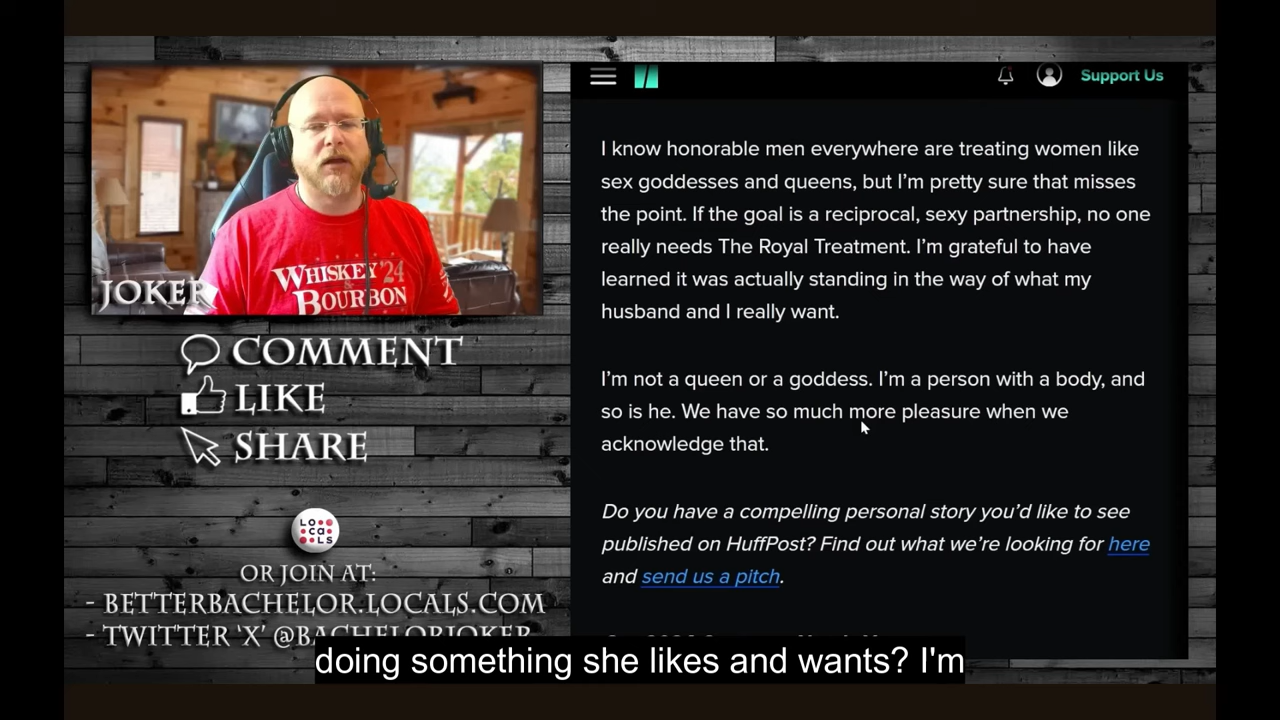 Support Us
I know honorable men everywhere are treating women like
sex goddesses and queens, but I'm pretty sure that misses
the point. If the goal is a reciprocal, sexy partnership, no one
really needs The Royal Treatment. I'm grateful to have
learned it was actually standing in the way of what my
husband and I really want.
I'm not a queen or a goddess. I'm a person with a body, and
so is he. We have so much more pleasure when we
acknowledge that.
Do you have a compelling personal story you'd like to see
published on HuffPost? Find out what we're looking for here
and send us a pitch.
WHISKEY '24
&
BOURBON
JOKER
COMMENT
LIKE
SHARE
LOCALS
OR JOIN AT:
- BETTERBACHELOR.LOCALS.COM
- TWITTER 'X' @BACHELORJOKER
doing something she likes and wants? I'm